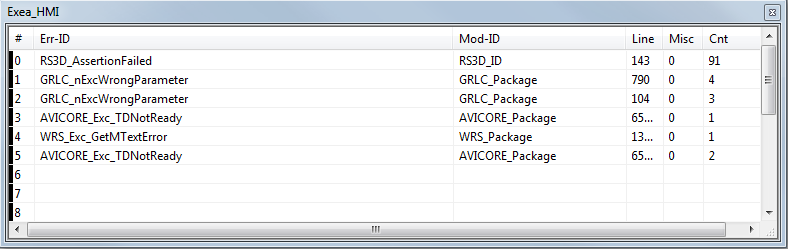 Exea_HMI
# Err-ID Mod-ID Line Misc Cnt
0 RS3D_AssertionFailed RS3D_ID 143 0 91
1 GRLC_nExcWrongParameter GRLC_Package 790 0 4
2 GRLC_nExcWrongParameter GRLC_Package 104 0 3
3 AVICORE_Exc_TDNotReady AVICORE_Package 65... 0 1
4 WRS_Exc_GetMTextError WRS_Package 13... 0 1
5 AVICORE_Exc_TDNotReady AVICORE_Package 65... 0 2
6
7
8